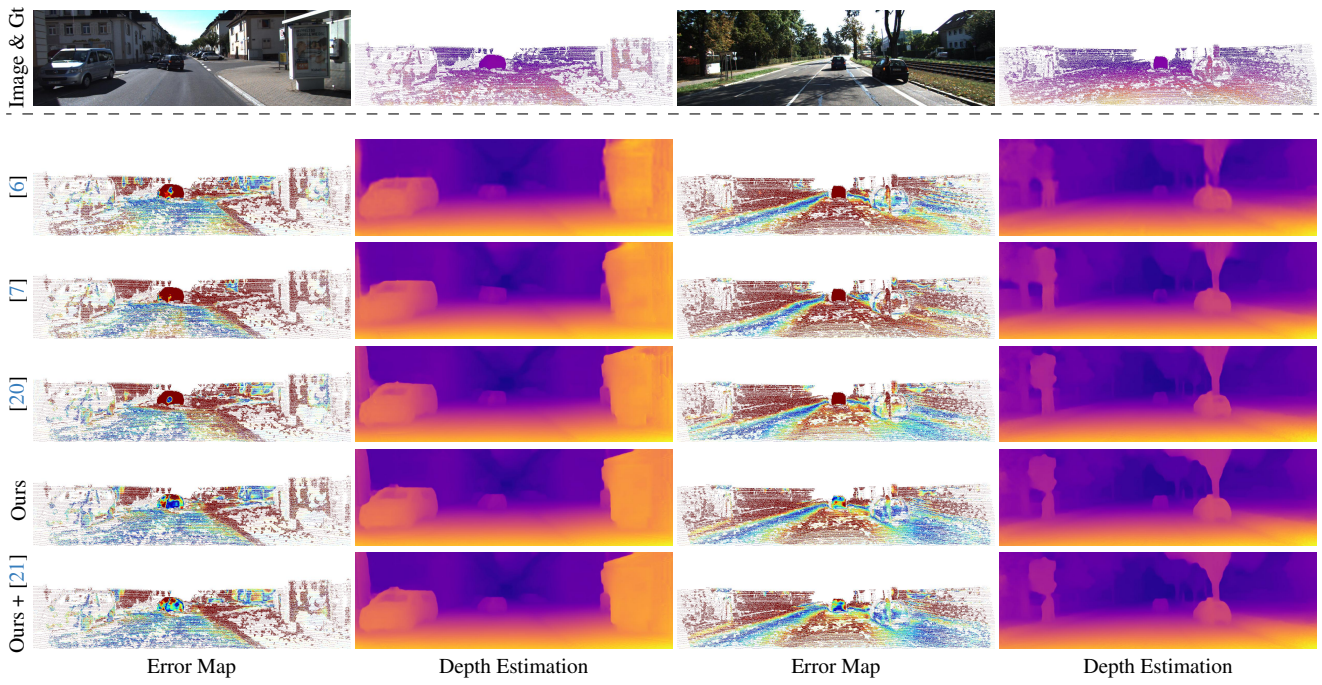 Image & Gt
[6]
[7]
[20]
Ours
Ours + [21]
Error Map
Depth Estimation
Error Map
Depth Estimation